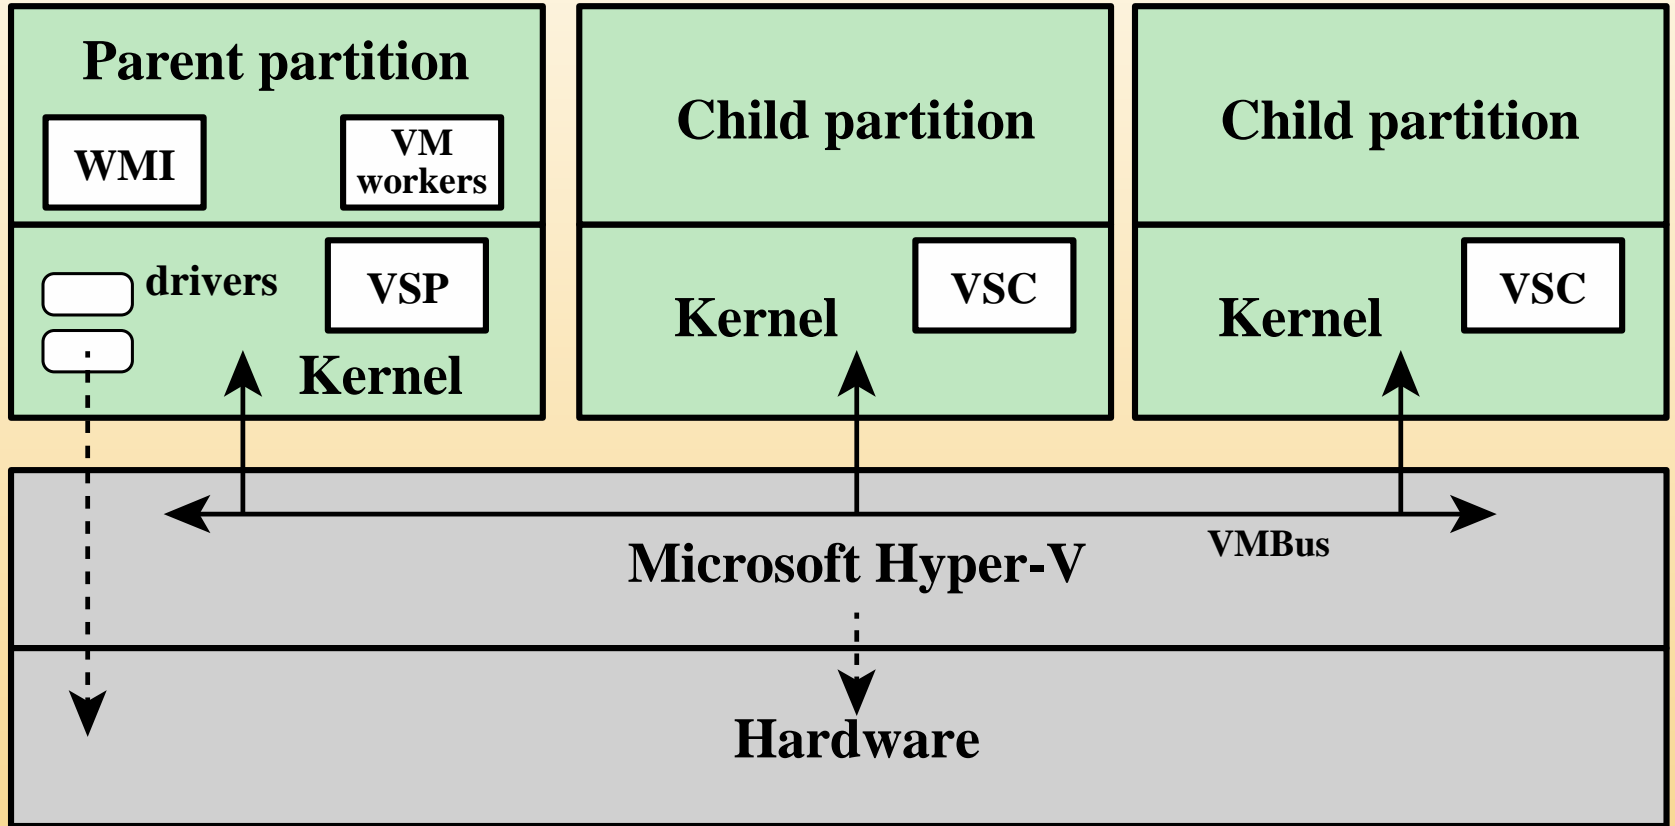 Parent partition
WMI
VM
workers
drivers
VSP
Kernel
Child partition
Kernel
VSC
Child partition
Kernel
VSC
VMBus
Microsoft Hyper-V
Hardware